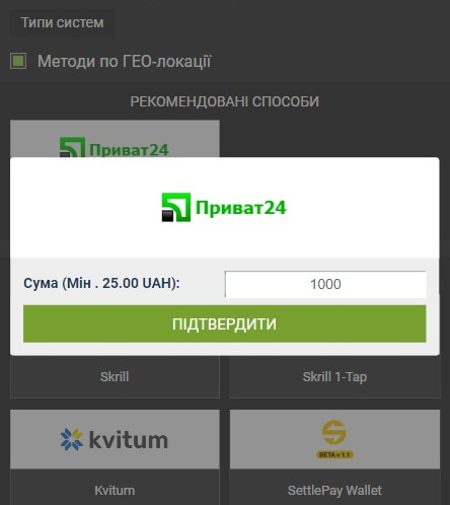 Типи систем
Методи по ГЕО-локації
РЕКОМЕНДОВАНІ СПОСОБИ
Приват24
Приват24
Сума (Мін . 25.00 UAH):
1000
ПІДТВЕРДИТИ
Skrill
Skrill 1-Tap
kvitum
BETA v 1.1
Kvitum
SettlePay Wallet